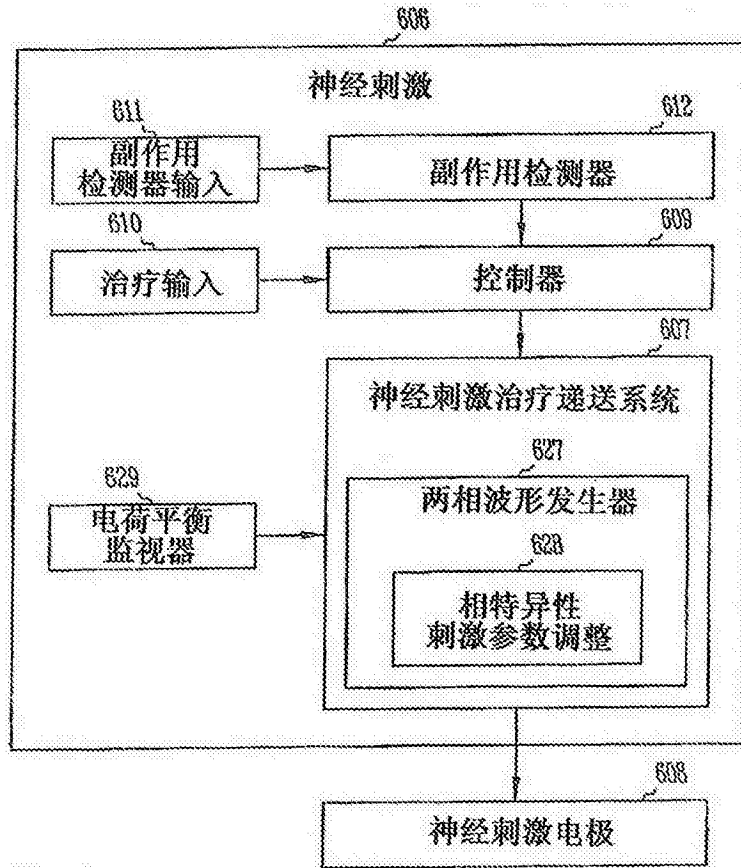 606
神经刺激
611
副作用
检测器输入
612
副作用检测器
610
治疗输入
609
控制器
607
神经刺激治疗递送系统
627
两相波形发生器
629
电荷平衡
监视器
628
相特异性
刺激参数调整
608
神经刺激电极